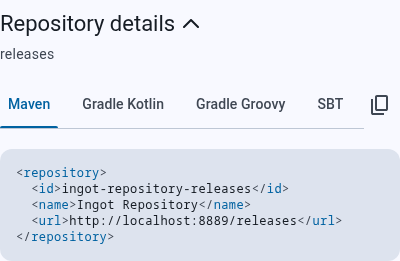 Repository details
releases
Maven Gradle Kotlin Gradle Groovy SBT
<repository>
  <id>ingot-repository-releases</id>
  <name>Ingot Repository</name>
  <url>http://localhost:8889/releases</url>
</repository>